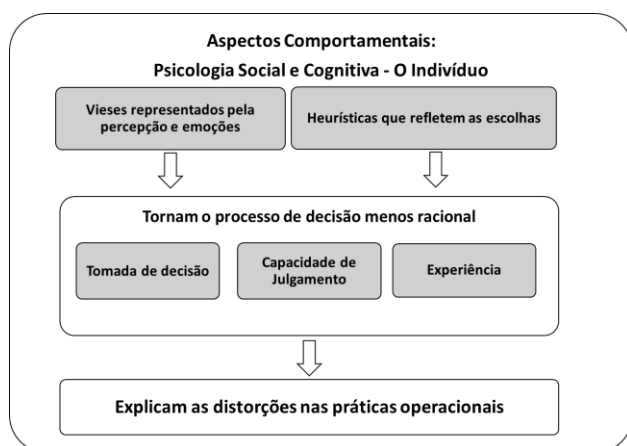 Aspectos Comportamentais:
Psicologia Social e Cognitiva - O Indivíduo
Vieses representados pela
percepção e emoções
Heurísticas que refletem as escolhas
Tornam o processo de decisão menos racional
Tomada de decisão
Capacidade de
Julgamento
Experiência
Explicam as distorções nas práticas operacionais